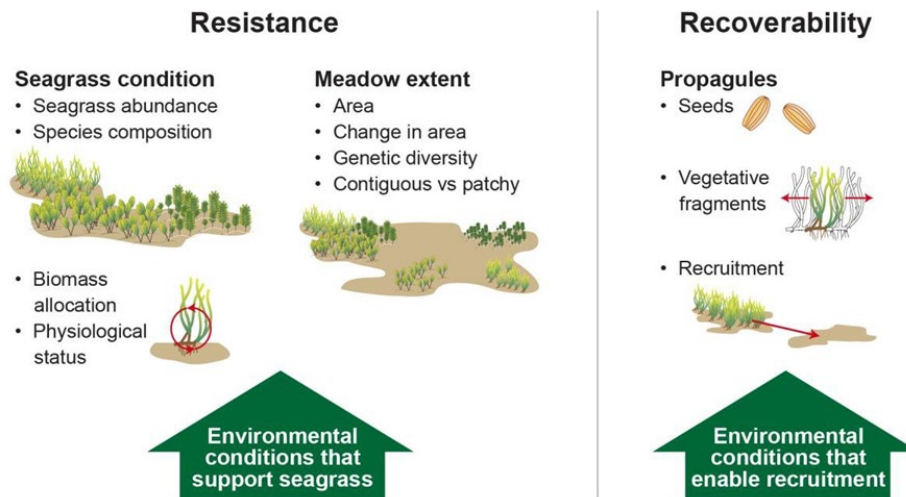 Resistance
Seagrass condition
• Seagrass abundance
• Species composition
• Biomass
allocation
• Physiological
status
Meadow extent
• Area
• Change in area
• Genetic diversity
• Contiguous vs patchy
Environmental
conditions that
support seagrass
Recoverability
Propagules
• Seeds
• Vegetative
fragments
• Recruitment
Environmental
conditions that
enable recruitment